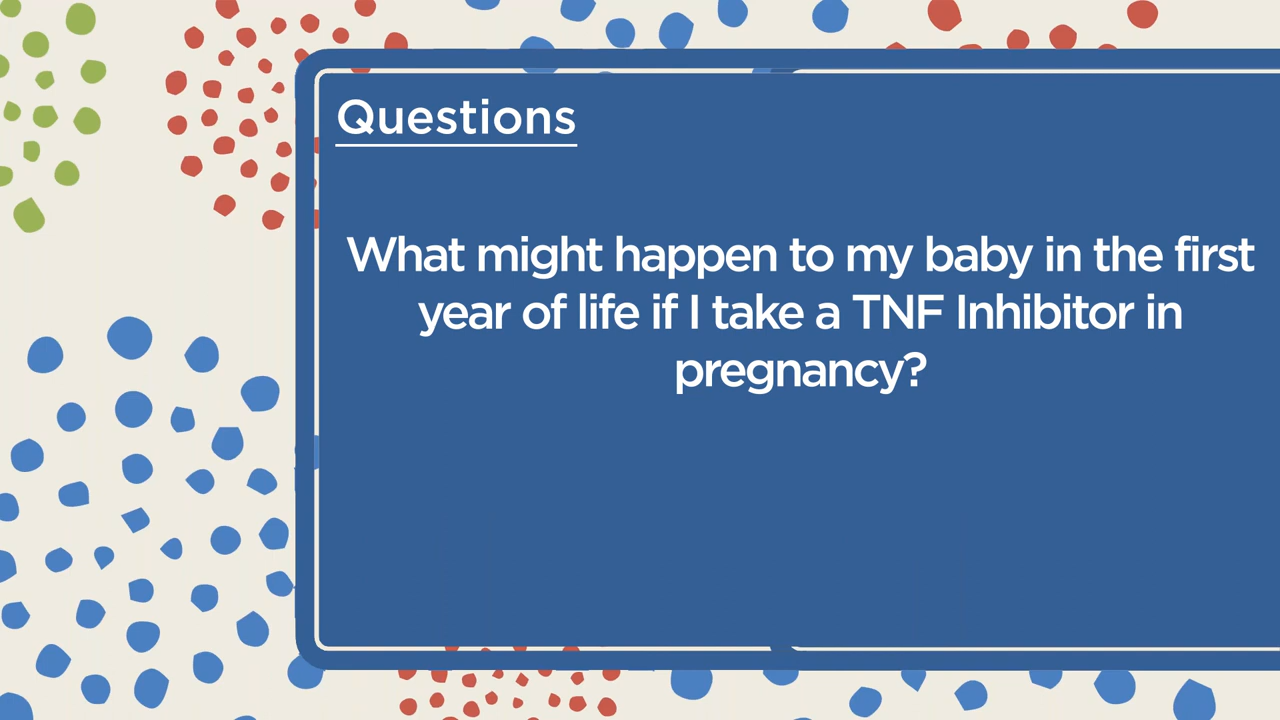 Questions
What might happen to my baby in the first
year of life if I take a TNF Inhibitor in
pregnancy?